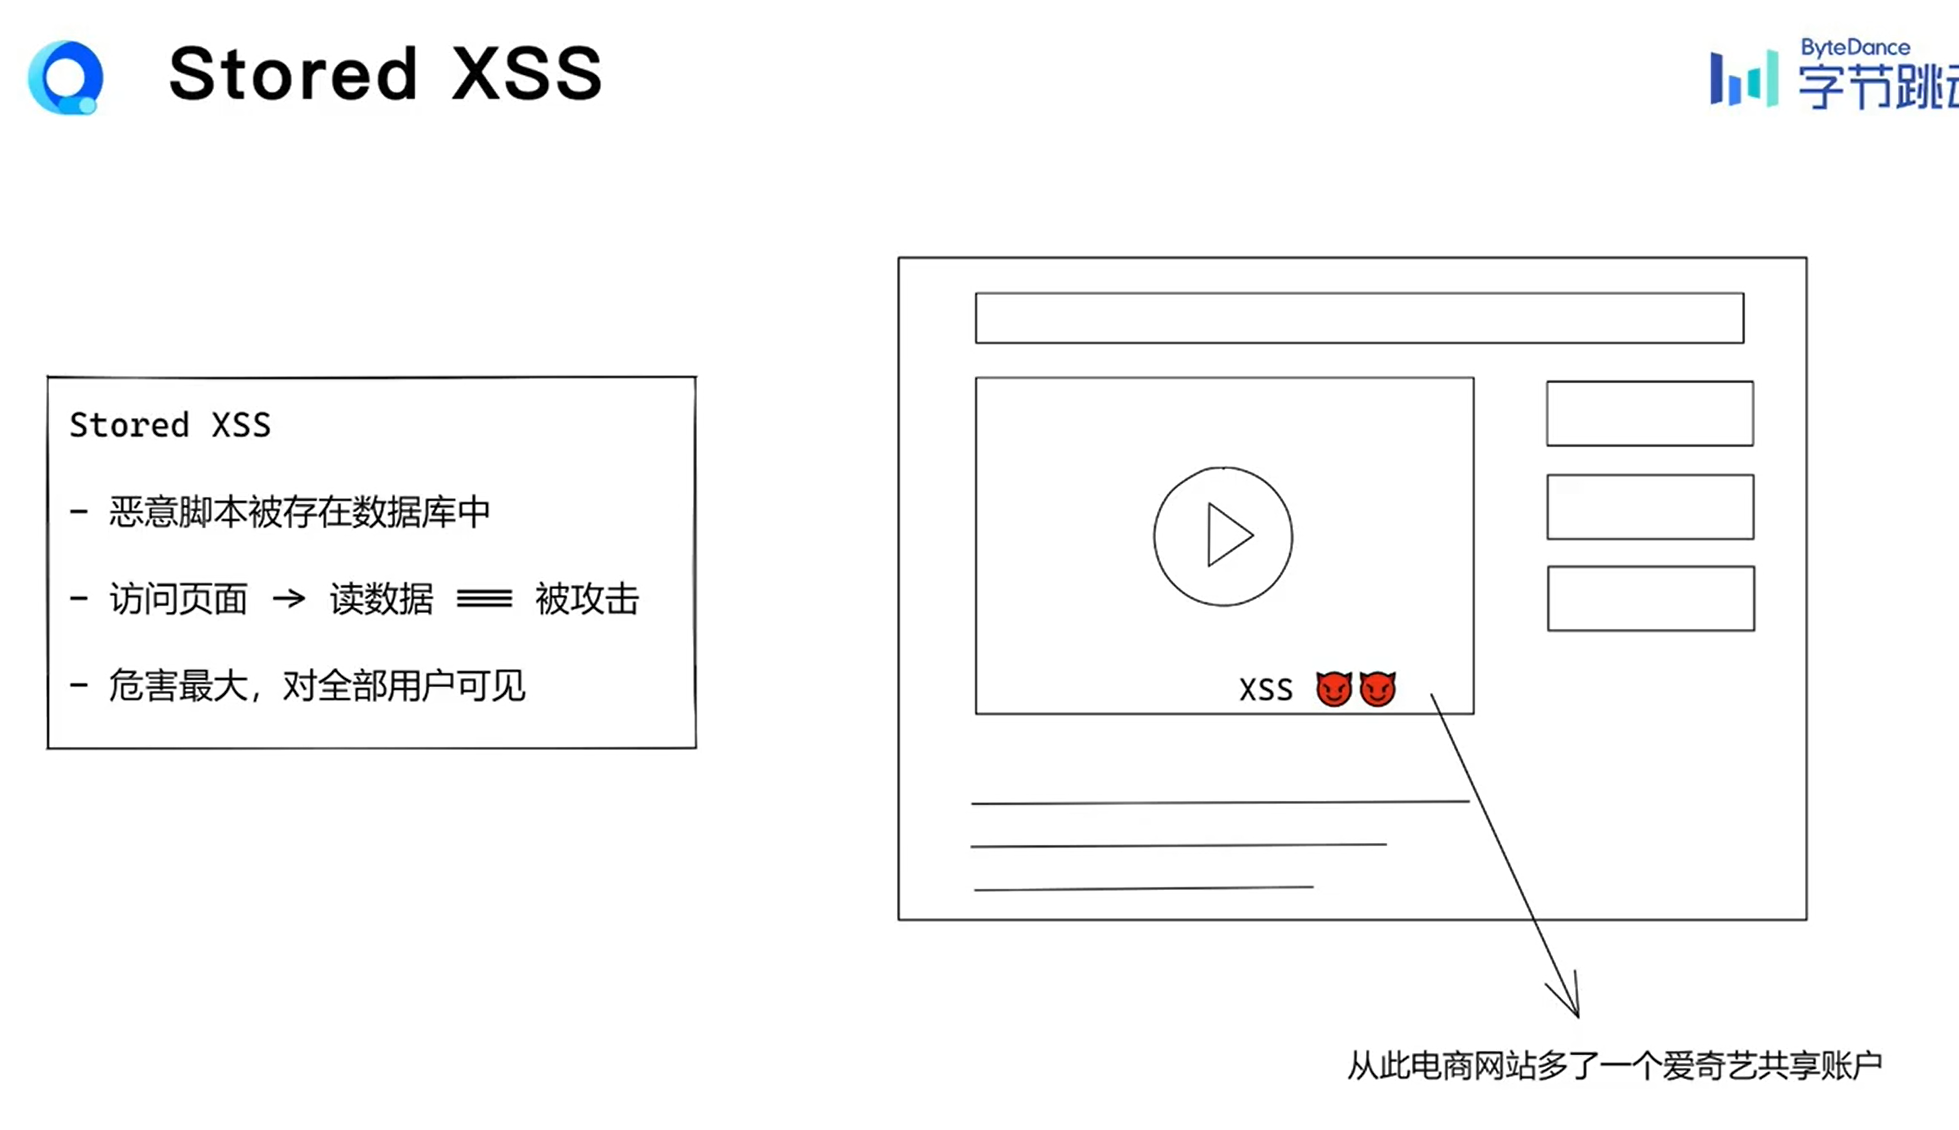 Stored XSS
ByteDance
字节跳动
Stored XSS
- 恶意脚本被存在数据库中
- 访问页面 → 读数据 === 被攻击
- 危害最大，对全部用户可见
XSS 😈😈
从此电商网站多了一个爱奇艺共享账户